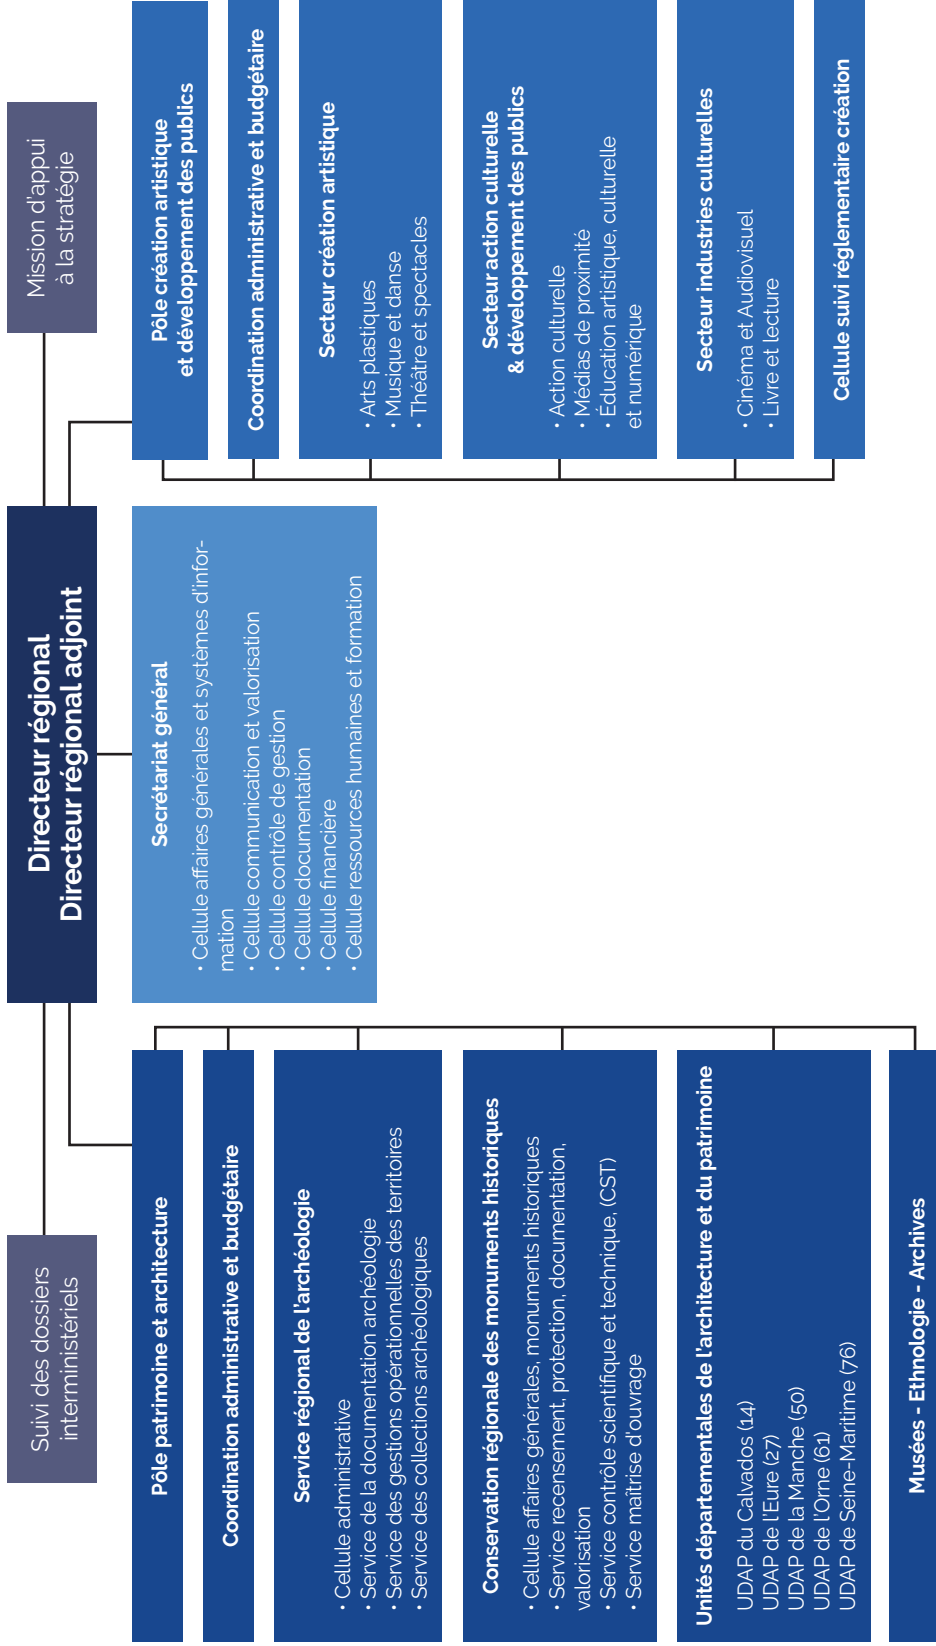 Suivi des dossiers
interministériels
Directeur régional
Directeur régional adjoint
Mission d'appui
à la stratégie
Pôle patrimoine et architecture
Coordination administrative et budgétaire
Service régional de l'archéologie
• Cellule administrative
• Service de la documentation archéologie
• Service des gestions opérationnelles des territoires
• Service des collections archéologiques
Conservation régionale des monuments historiques
• Cellule affaires générales, monuments historiques
• Service recensement, protection, documentation,
valorisation
• Service contrôle scientifique et technique, (CST)
• Service maîtrise d'ouvrage
Unités départementales de l'architecture et du patrimoine
UDAP du Calvados (14)
UDAP de l'Eure (27)
UDAP de la Manche (50)
UDAP de l'Orne (61)
UDAP de Seine-Maritime (76)
Musées - Ethnologie - Archives
Secrétariat général
• Cellule affaires générales et systèmes d'infor-
mation
• Cellule communication et valorisation
• Cellule contrôle de gestion
• Cellule documentation
• Cellule financière
• Cellule ressources humaines et formation
Pôle création artistique
et développement des publics
Coordination administrative et budgétaire
Secteur création artistique
• Arts plastiques
• Musique et danse
• Théâtre et spectacles
Secteur action culturelle
& développement des publics
• Action culturelle
• Médias de proximité
• Éducation artistique, culturelle
et numérique
Secteur industries culturelles
• Cinéma et Audiovisuel
• Livre et lecture
Cellule suivi réglementaire création